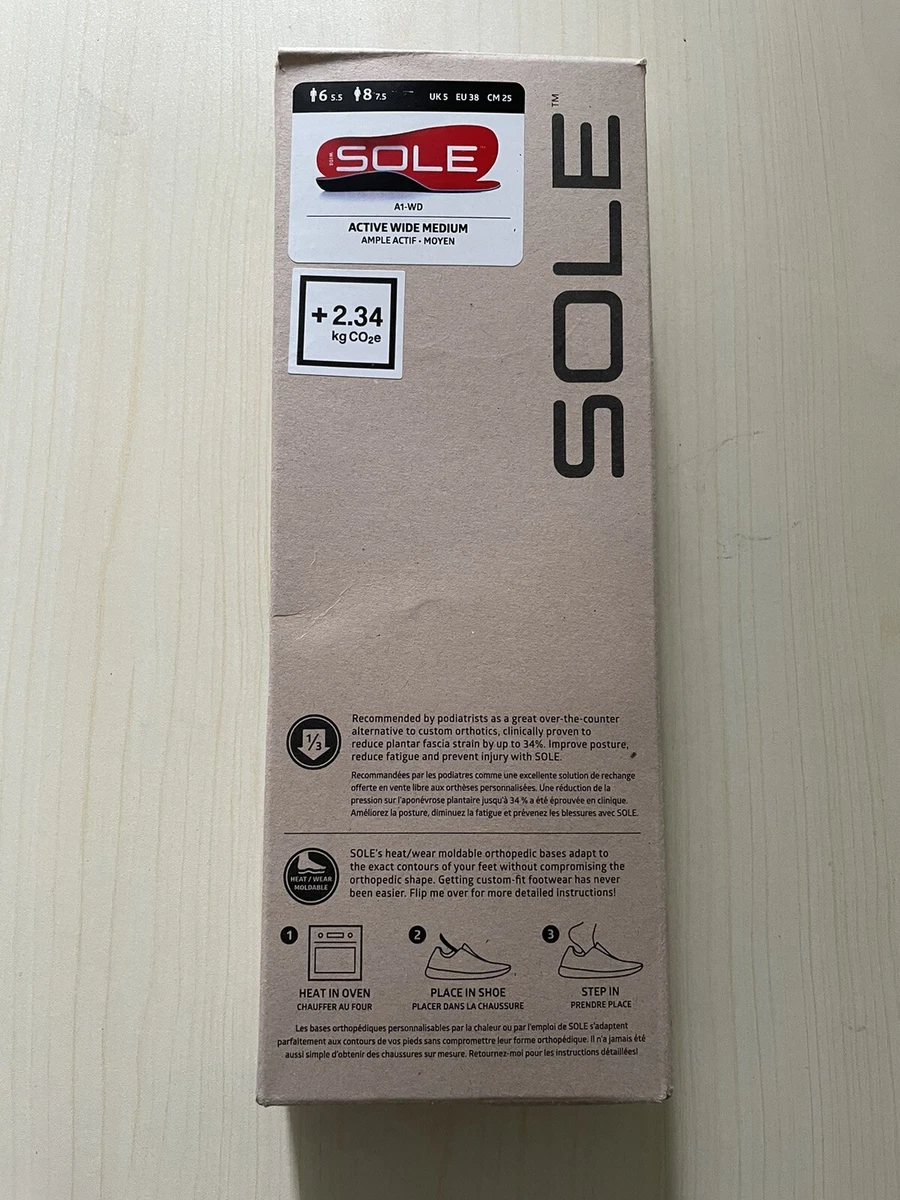 6 5.5 8 7.5 UK 5 EU 38 CM 25
WIDE
SOLE
A1-WD
ACTIVE WIDE MEDIUM
AMPLE ACTIF • MOYEN
SOLE™
+2.34
kg CO₂e
1/3
Recommended by podiatrists as a great over-the-counter
alternative to custom orthotics, clinically proven to
reduce plantar fascia strain by up to 34%. Improve posture,
reduce fatigue and prevent injury with SOLE.
Recommandées par les podiatres comme une excellente solution de rechange
offerte en vente libre aux orthèses personnalisées. Une réduction de la
pression sur l'aponévrose plantaire jusqu'à 34 % a été éprouvée en clinique.
Améliorez la posture, diminuez la fatigue et prévenez les blessures avec SOLE.
HEAT / WEAR
MOLDABLE
SOLE's heat/wear moldable orthopedic bases adapt to
the exact contours of your feet without compromising the
orthopedic shape. Getting custom-fit footwear has never
been easier. Flip me over for more detailed instructions!
1 2 3
HEAT IN OVEN PLACE IN SHOE STEP IN
CHAUFFER AU FOUR PLACER DANS LA CHAUSSURE PRENDRE PLACE
Les bases orthopédiques personnalisables par la chaleur ou par l'emploi de SOLE s'adaptent
parfaitement aux contours de vos pieds sans compromettre leur forme orthopédique. Il n'a jamais été
aussi simple d'obtenir des chaussures sur mesure. Retournez-moi pour les instructions détaillées!